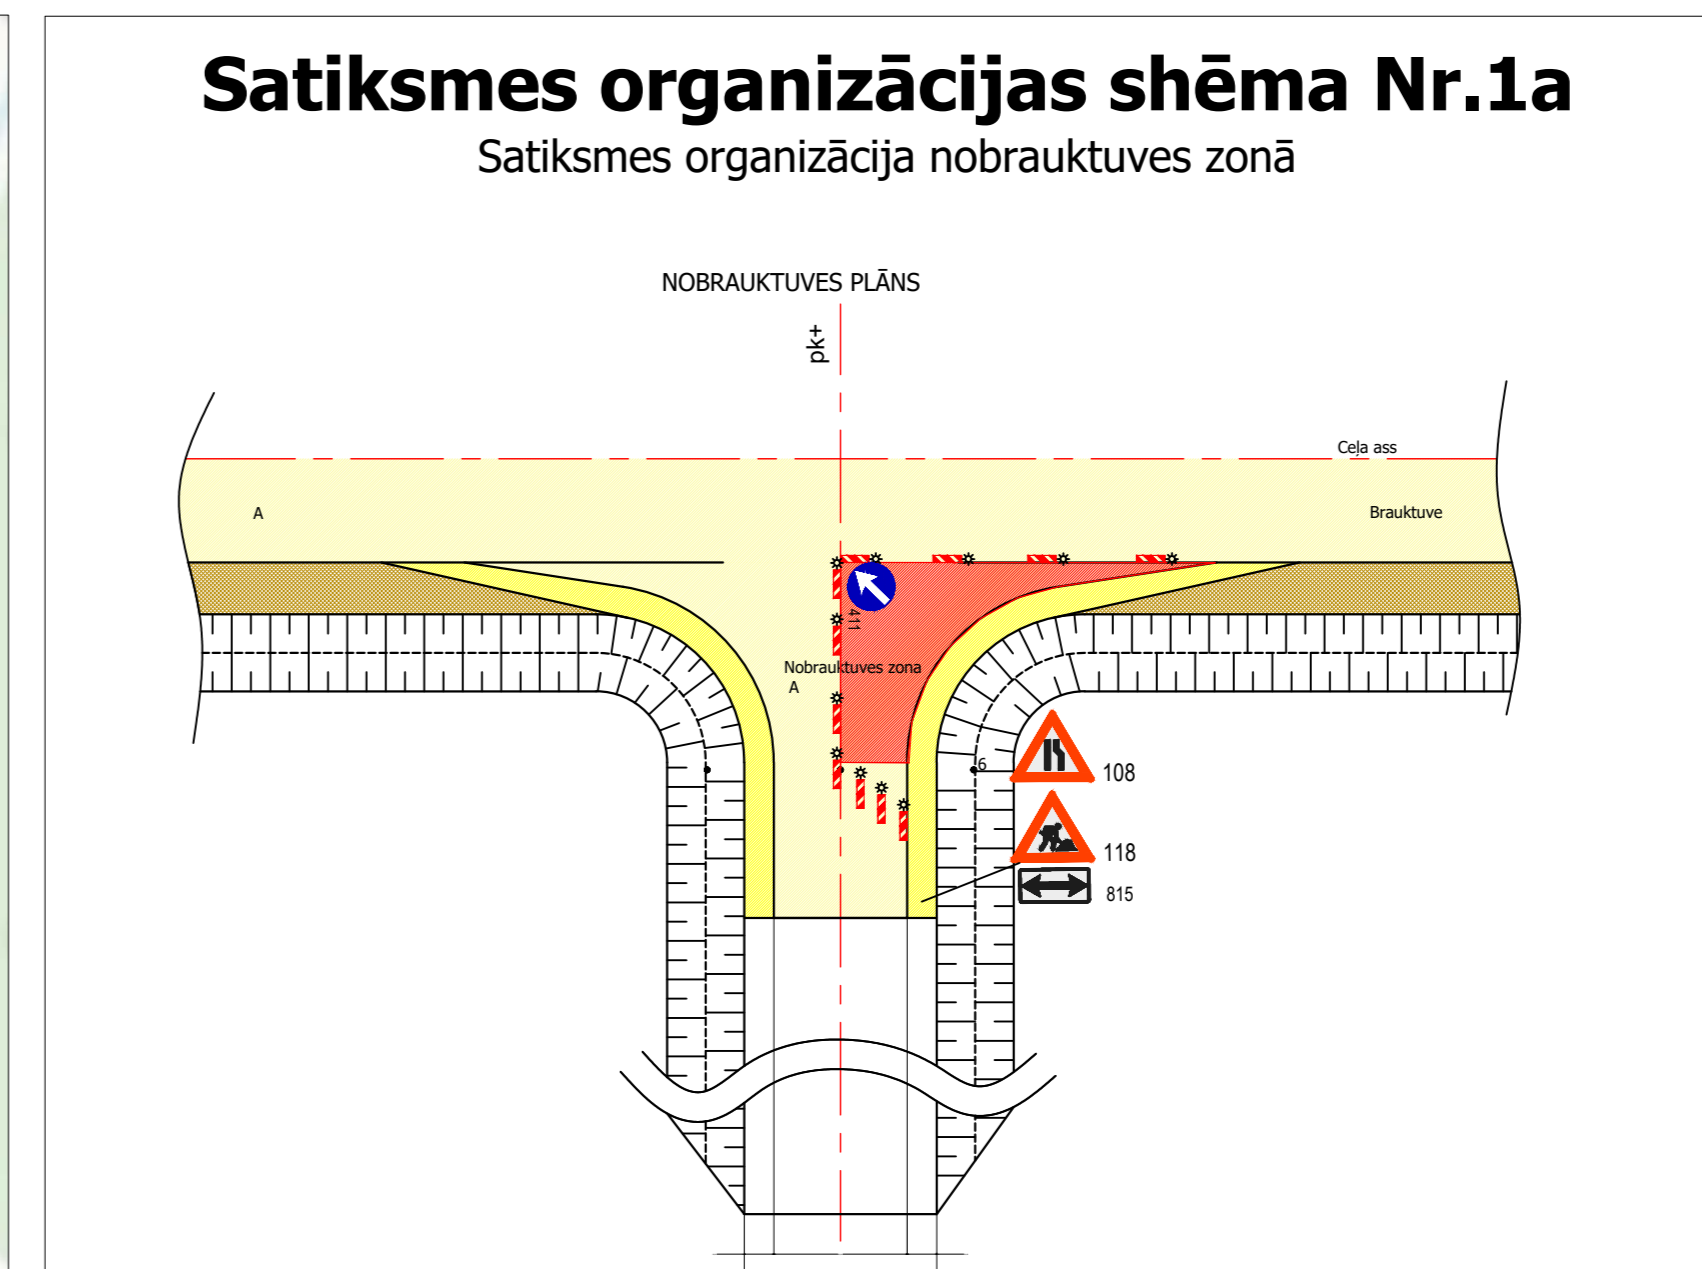 Satiksmes organizācijas shēma Nr.1a
Satiksmes organizācija nobrauktuves zonā
NOBRAUKTUVES PLĀNS
pk+
Ceļa ass
A
Brauktuve
411
Nobrauktuves zona
A
6
108
118
815